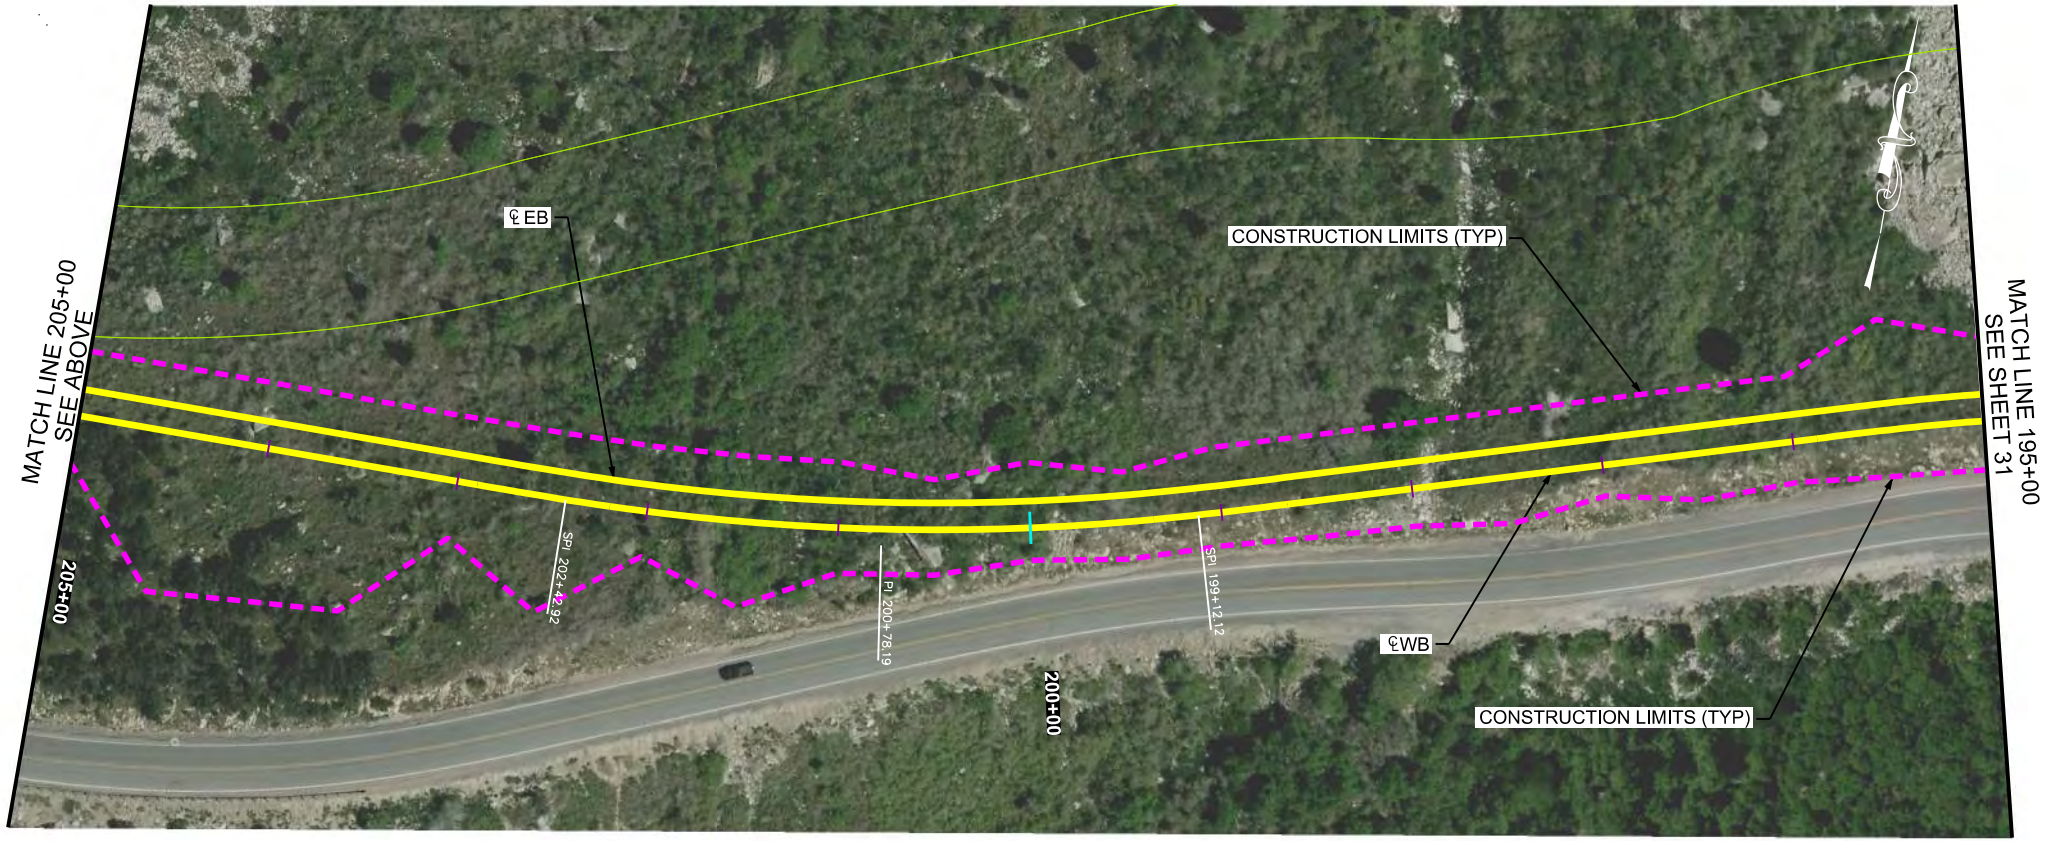 ℄ EB
CONSTRUCTION LIMITS (TYP)
MATCH LINE 205+00
SEE ABOVE
MATCH LINE 195+00
SEE SHEET 31
205+00
SPI 202+42.92
PI 200+78.19
SPI 199+12.12
200+00
℄ WB
CONSTRUCTION LIMITS (TYP)